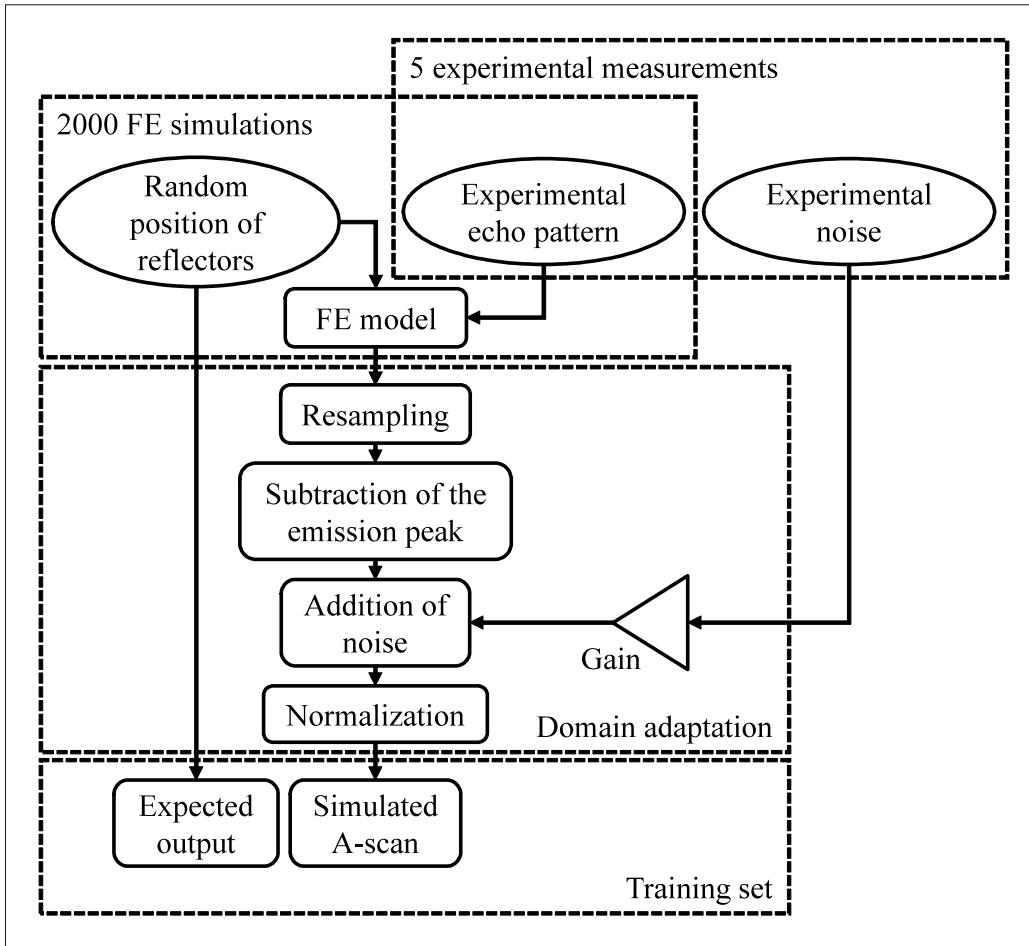 5 experimental measurements
2000 FE simulations
Random
position of
reflectors
Experimental
echo pattern
Experimental
noise
FE model
Resampling
Subtraction of the
emission peak
Addition of
noise
Gain
Normalization
Domain adaptation
Expected
output
Simulated
A-scan
Training set